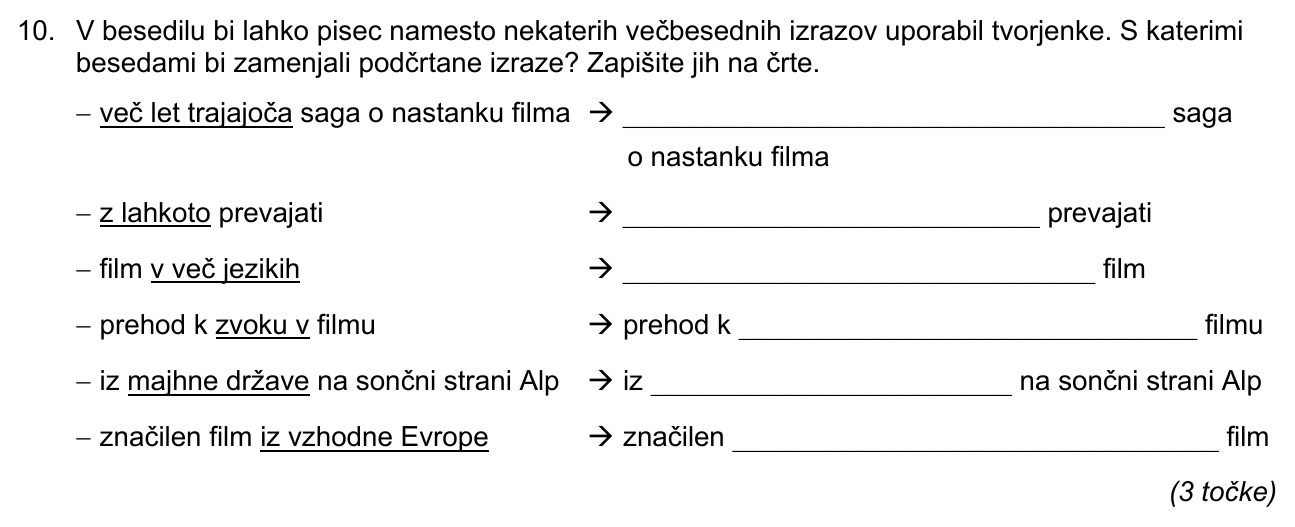 10. V besedilu bi lahko pisec namesto nekaterih večbesednih izrazov uporabil tvorjenke. S katerimi
besedami bi zamenjali podčrtane izraze? Zapišite jih na črte.
– več let trajajoča saga o nastanku filma → ____________________ saga
o nastanku filma
– z lahkoto prevajati → ____________________ prevajati
– film v več jezikih → ____________________ film
– prehod k zvoku v filmu → prehod k ____________________ filmu
– iz majhne države na sončni strani Alp → iz ____________________ na sončni strani Alp
– značilen film iz vzhodne Evrope → značilen ____________________ film
(3 točke)